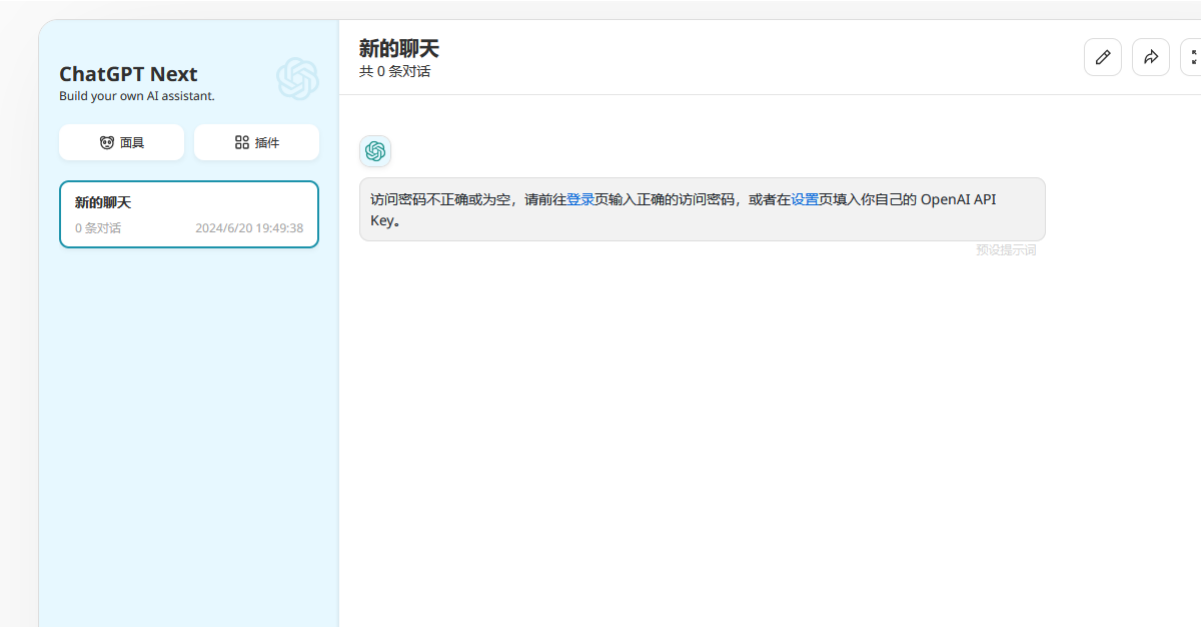 ChatGPT Next
Build your own AI assistant.
面具
插件
新的聊天
0 条对话
2024/6/20 19:49:38
新的聊天
共 0 条对话
访问密码不正确或为空，请前往登录页输入正确的访问密码，或者在设置页填入你自己的 OpenAI API
Key。
预设提示词